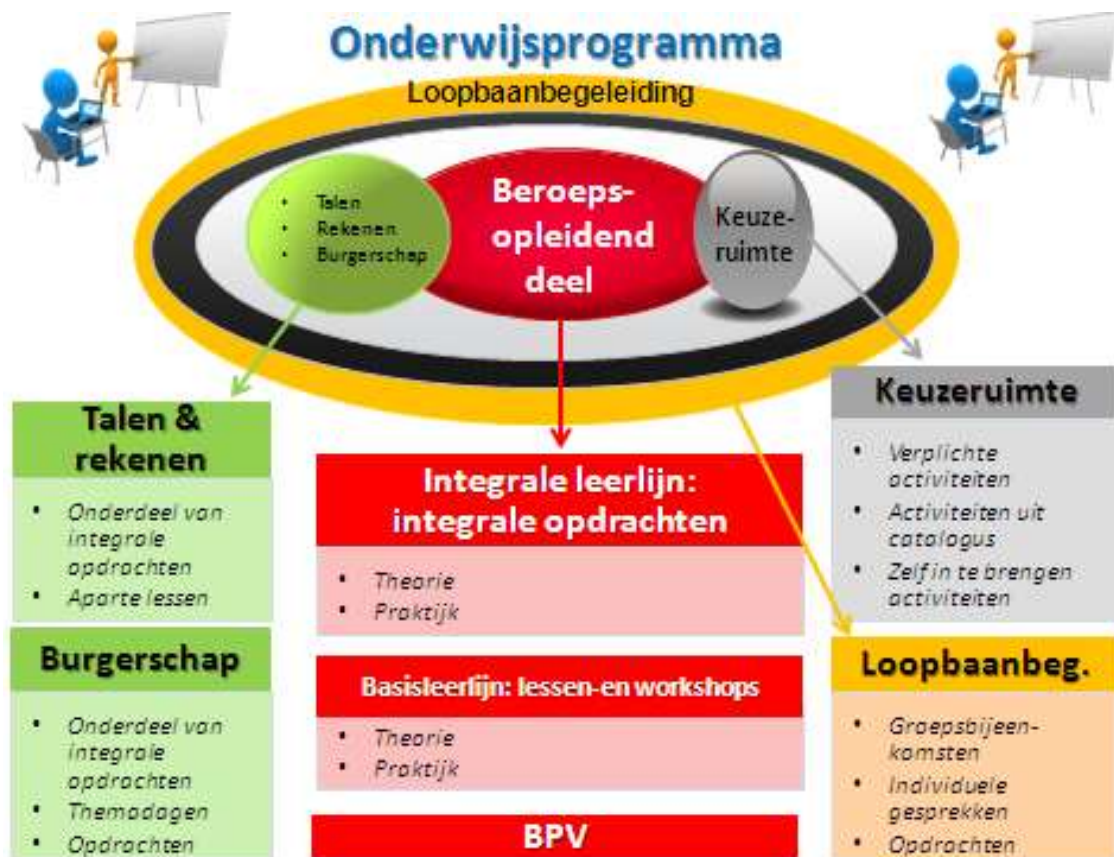 Onderwijsprogramma
Loopbaanbegeleiding
• Talen
• Rekenen
• Burgerschap
Beroeps-
opleidend
deel
Keuze-
ruimte
Talen &
rekenen
• Onderdeel van
integrale
opdrachten
• Aparte lessen
Burgerschap
• Onderdeel van
integrale
opdrachten
• Themadagen
• Opdrachten
Integrale leerlijn:
integrale opdrachten
• Theorie
• Praktijk
Basisleerlijn: lessen-en workshops
• Theorie
• Praktijk
BPV
Keuzeruimte
• Verplichte
activiteiten
• Activiteiten uit
catalogus
• Zelf in te brengen
activiteiten
Loopbaanbeg.
• Groepsbijeen-
komsten
• Individuele
gesprekken
• Opdrachten